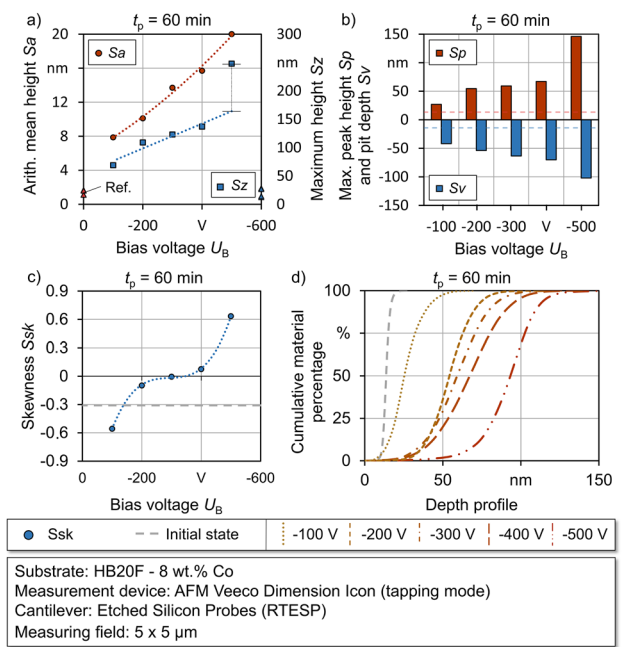 a)
tp = 60 min
Arith. mean height Sa
20
nm
12
8
4
0
Sa
Ref.
Sz
0
-200
V
-600
Bias voltage UB
300
nm
200
150
100
50
0
Maximum height Sz
b)
tp = 60 min
Max. peak height Sp
and pit depth Sv
150
nm
50
0
-50
-100
-150
Sp
Sv
-100
-200
-300
V
-500
Bias voltage UB
c)
tp = 60 min
Skewness Ssk
0.9
0.6
0.3
0
-0.3
-0.6
-0.9
0
-200
V
-600
Bias voltage UB
d)
tp = 60 min
Cumulative material
percentage
100
%
50
25
0
0
50
nm
150
Depth profile
Ssk
Initial state
-100 V
-200 V
-300 V
-400 V
-500 V
Substrate: HB20F - 8 wt.% Co
Measurement device: AFM Veeco Dimension Icon (tapping mode)
Cantilever: Etched Silicon Probes (RTESP)
Measuring field: 5 x 5 µm